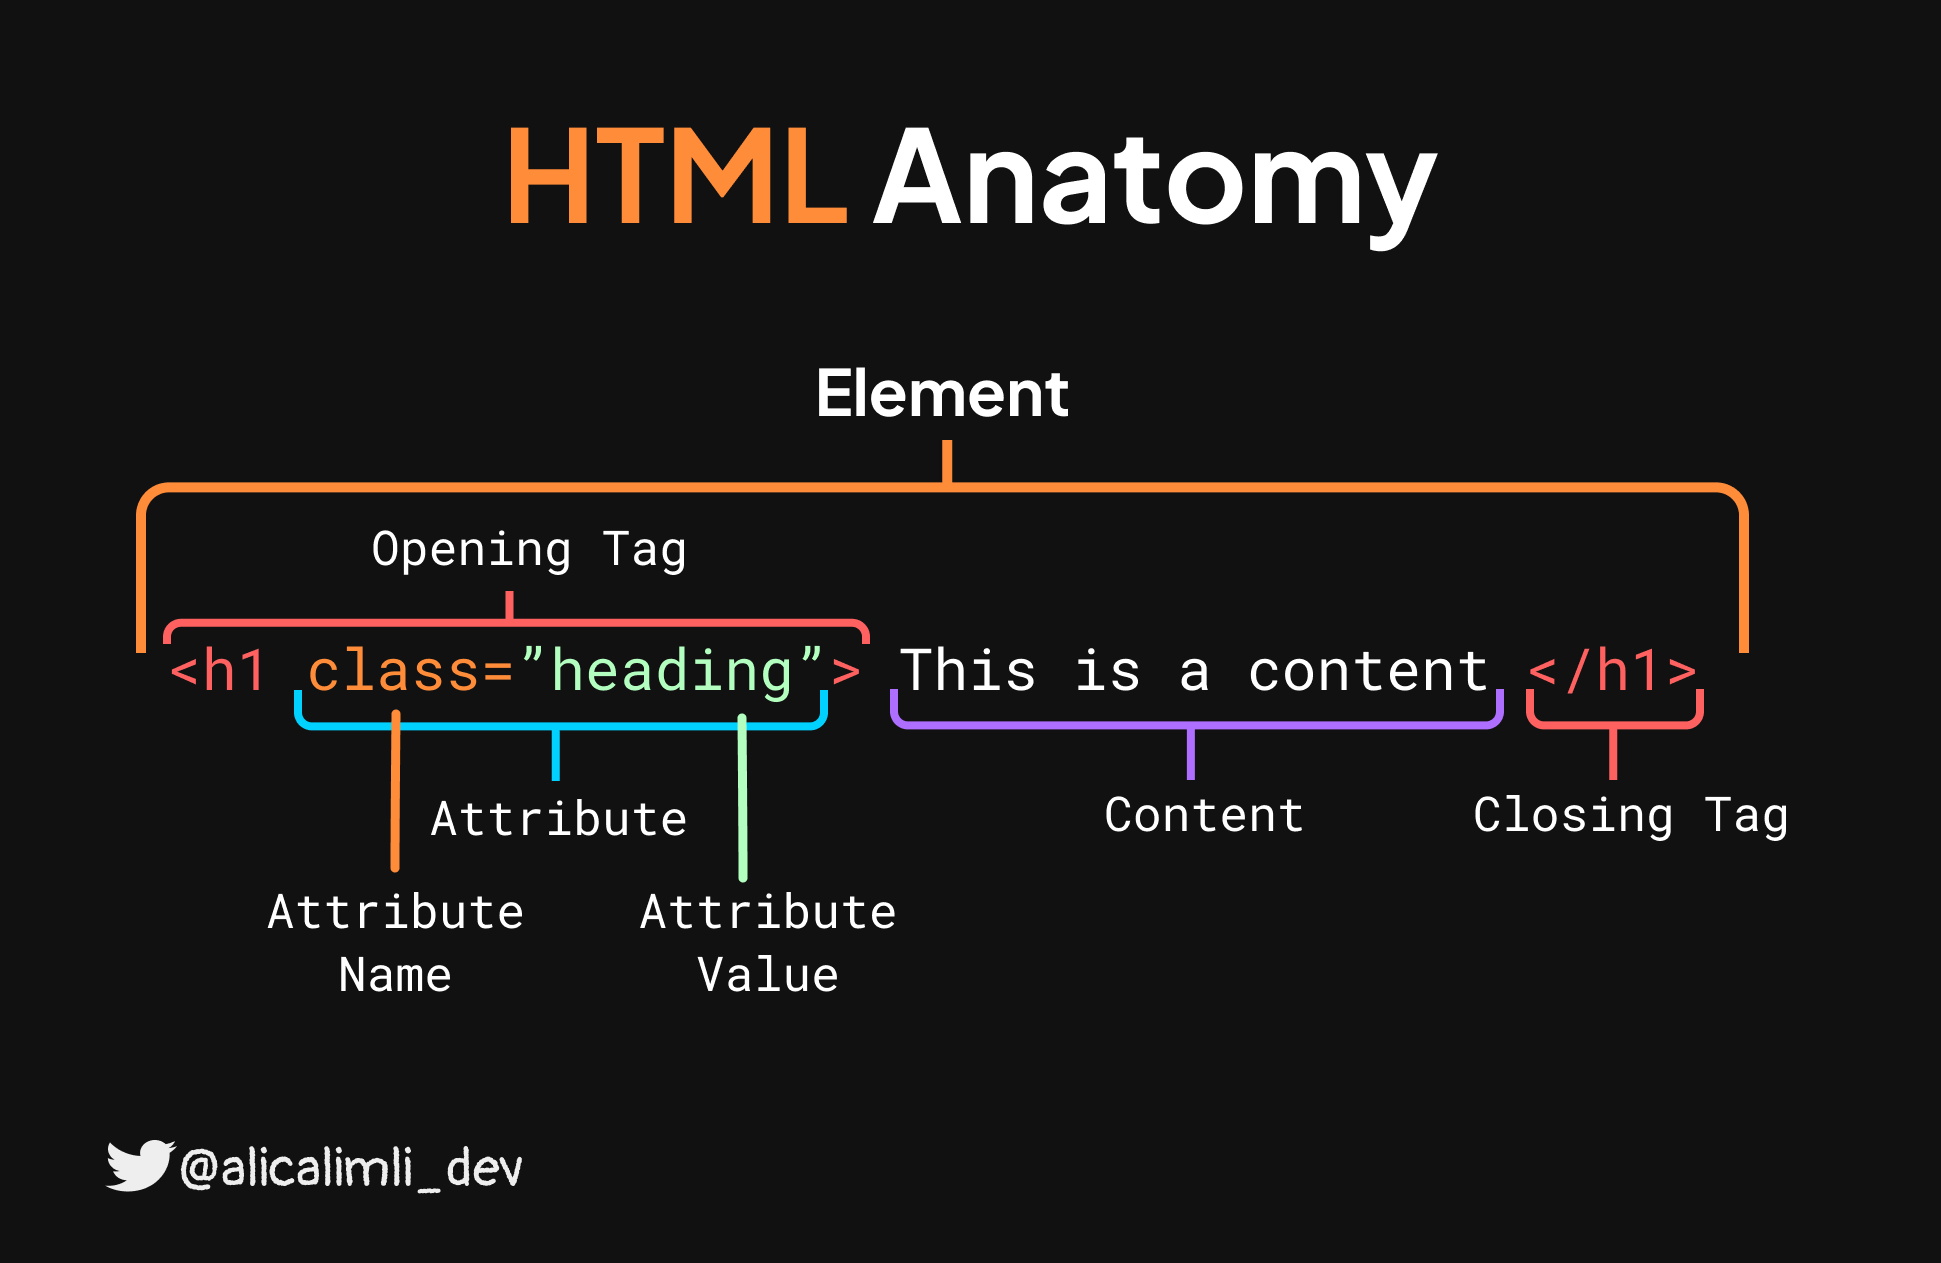 HTML Anatomy
Element
Opening Tag
<h1 class=”heading”> This is a content </h1>
Attribute
Content
Closing Tag
Attribute
Name
Attribute
Value
@alicalimli_dev